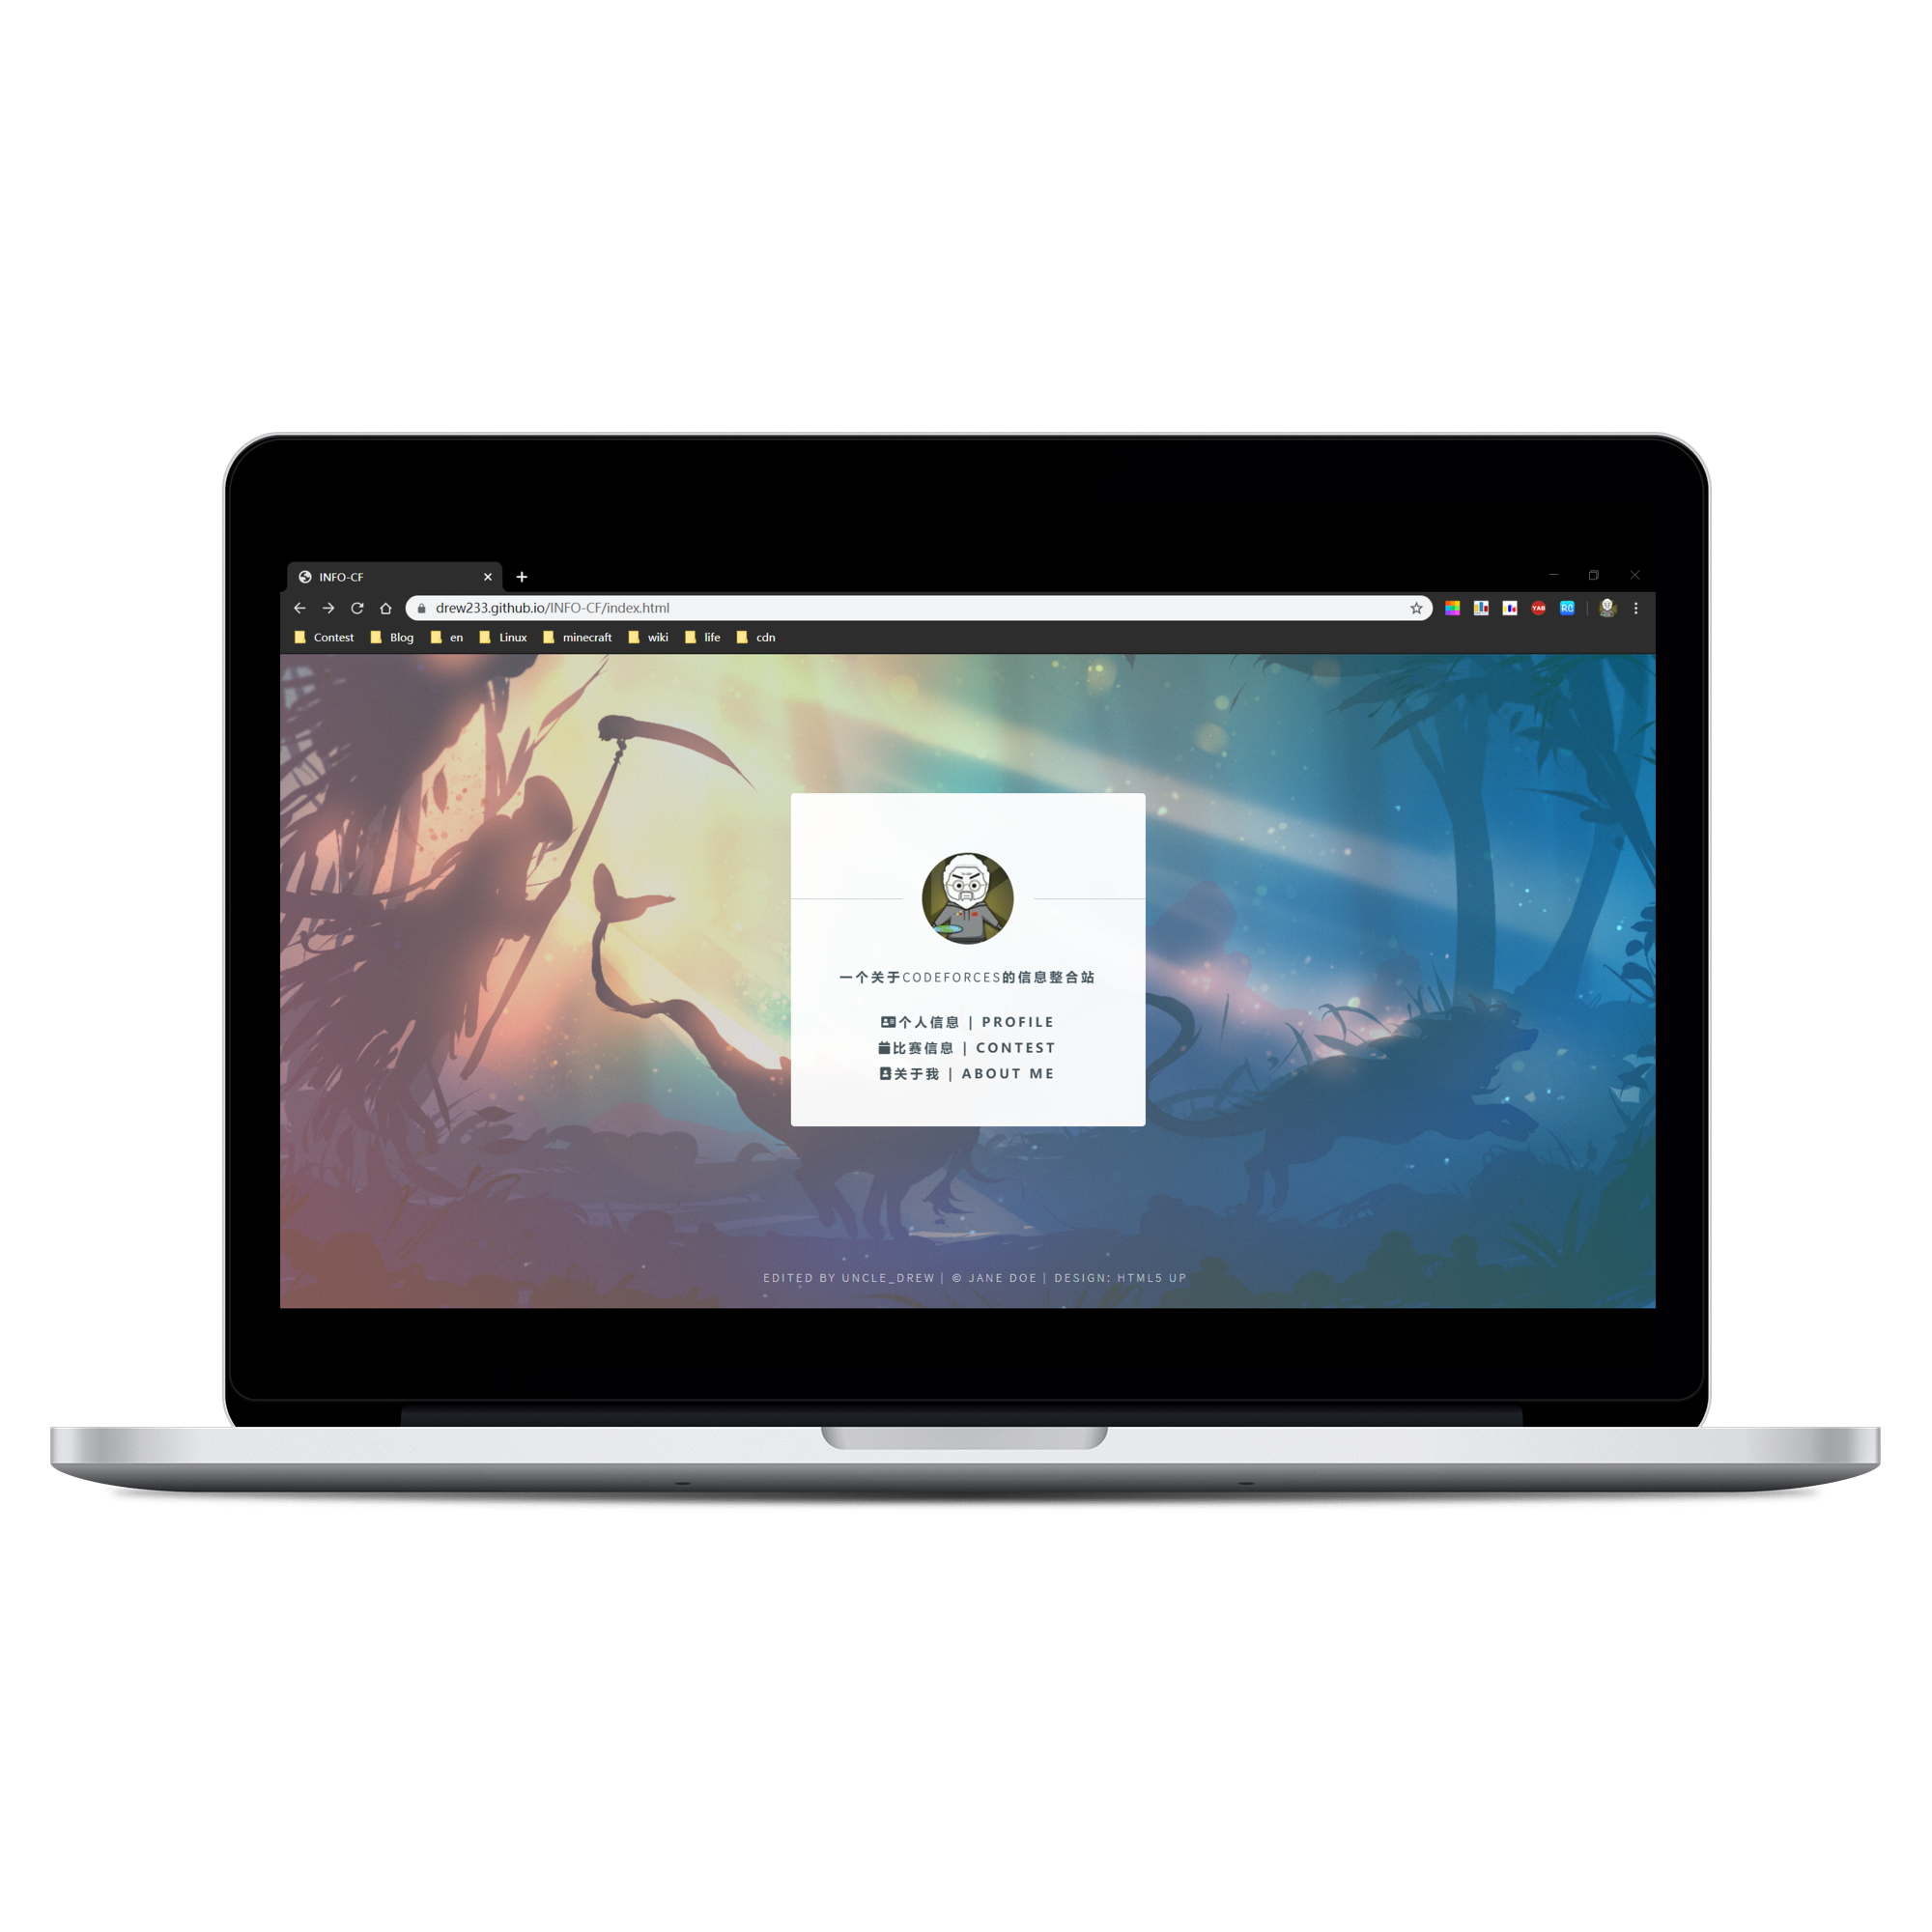 INFO-CF
drew233.github.io/INFO-CF/index.html
YAB
RC
Contest Blog en Linux minecraft wiki life cdn
一个关于CODEFORCES的信息整合站
个人信息 | PROFILE
比赛信息 | CONTEST
关于我 | ABOUT ME
EDITED BY UNCLE_DREW | © JANE DOE | DESIGN: HTML5 UP